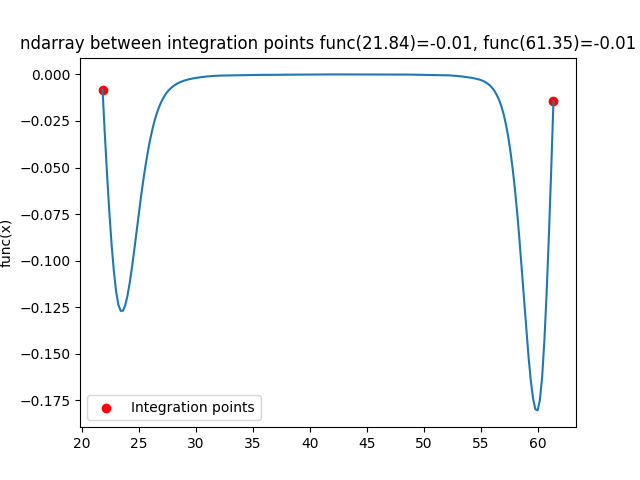 ndarray between integration points func(21.84)=-0.01, func(61.35)=-0.01
func(x)
0.000
−0.025
−0.050
−0.075
−0.100
−0.125
−0.150
−0.175
Integration points
20 25 30 35 40 45 50 55 60